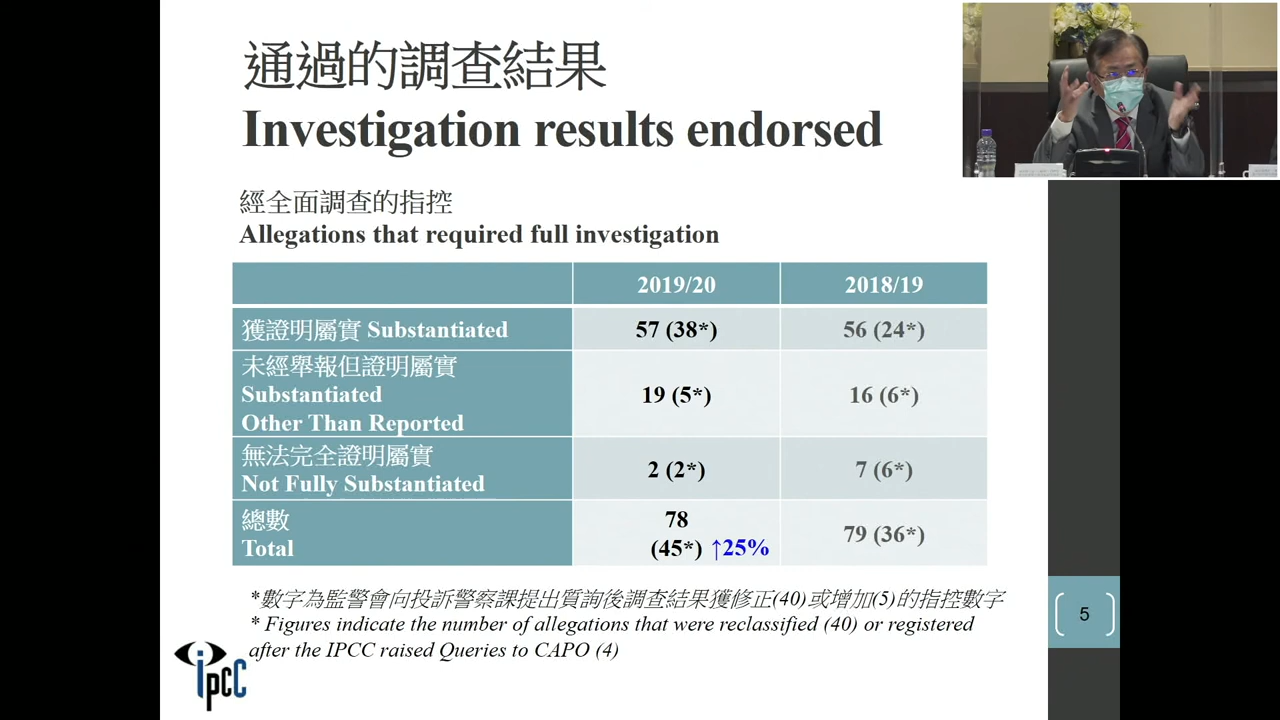 通過的調查結果
Investigation results endorsed
經全面調查的指控
Allegations that required full investigation
2019/20 2018/19
獲證明屬實 Substantiated 57 (38*) 56 (24*)
未經舉報但證明屬實
Substantiated 19 (5*) 16 (6*)
Other Than Reported
無法完全證明屬實
Not Fully Substantiated 2 (2*) 7 (6*)
總數 78
Total (45*) ↑25% 79 (36*)
*數字為監警會向投訴警察課提出質詢後調查結果獲修正(40)或增加(5)的指控數字
* Figures indicate the number of allegations that were reclassified (40) or registered
after the IPCC raised Queries to CAPO (4)
5
ipcc